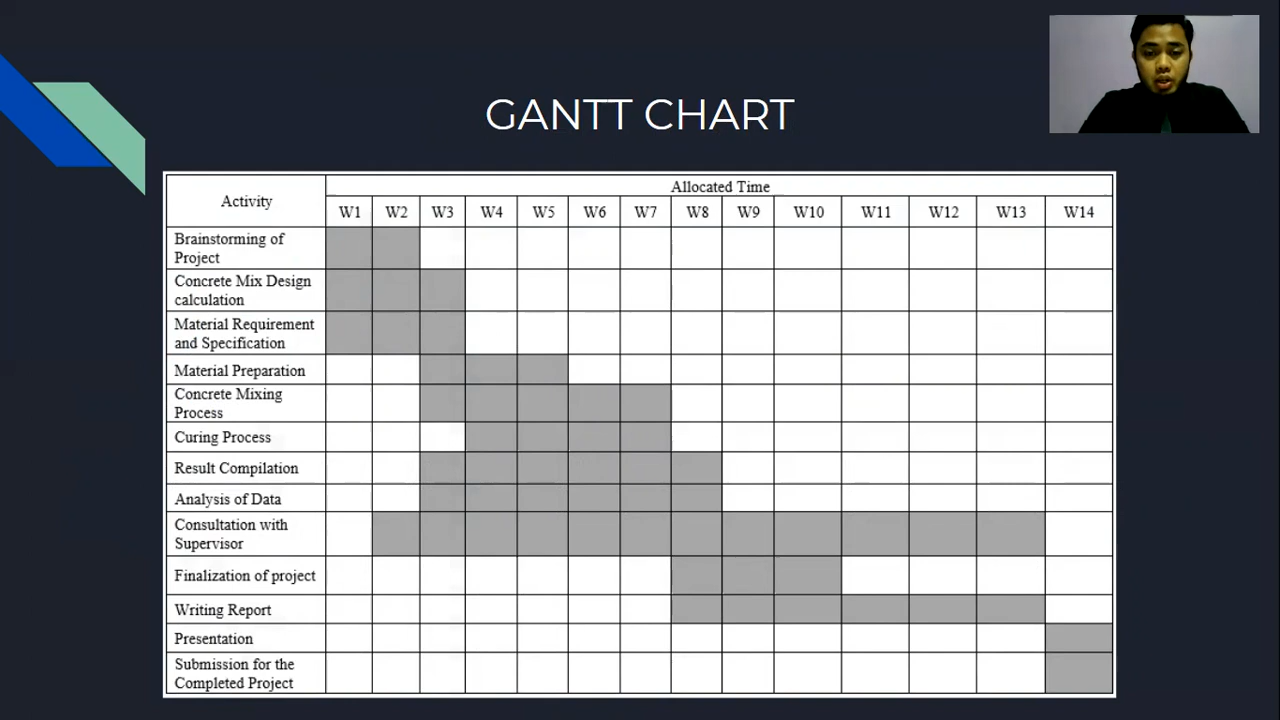 GANTT CHART
Activity
Allocated Time
W1 W2 W3 W4 W5 W6 W7 W8 W9 W10 W11 W12 W13 W14
Brainstorming of
Project
Concrete Mix Design
calculation
Material Requirement
and Specification
Material Preparation
Concrete Mixing
Process
Curing Process
Result Compilation
Analysis of Data
Consultation with
Supervisor
Finalization of project
Writing Report
Presentation
Submission for the
Completed Project